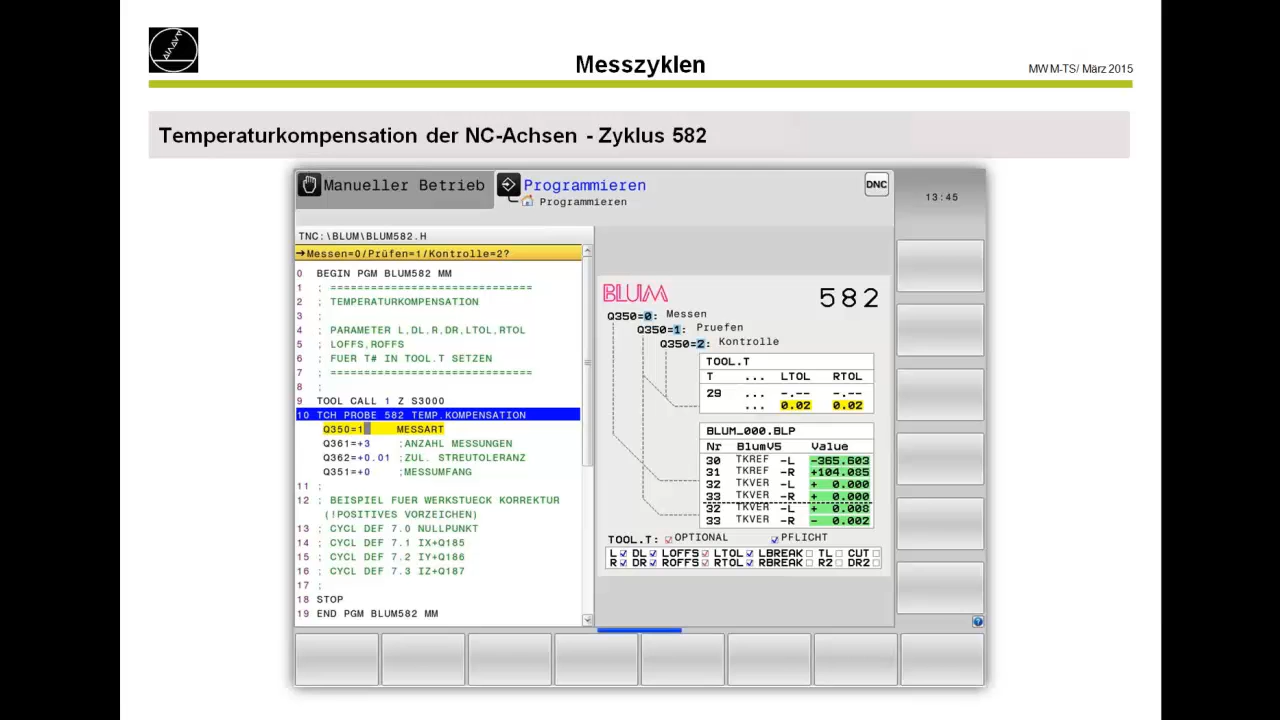 Messzyklen
MWM-TS/ März 2015
Temperaturkompensation der NC-Achsen - Zyklus 582
Manueller Betrieb
Programmieren
Programmieren
DNC
13:45
TNC:\BLUM\BLUM582.H
→Messen=0/Prüfen=1/Kontrolle=2?
0 BEGIN PGM BLUM582 MM
1 ; ==============================
2 ; TEMPERATURKOMPENSATION
3 ;
4 ; PARAMETER L,DL,R,DR,LTOL,RTOL
5 ; LOFFS,ROFFS
6 ; FUER T# IN TOOL.T SETZEN
7 ; ==============================
8 ;
9 TOOL CALL 1 Z S3000
10 TCH PROBE 582 TEMP.KOMPENSATION
Q350=1 MESSART
Q361=+3 ;ANZAHL MESSUNGEN
Q362=+0.01 ;ZUL. STREUTOLERANZ
Q351=+0 ;MESSUMFANG
11 ;
12 ; BEISPIEL FUER WERKSTUECK KORREKTUR
(!POSITIVES VORZEICHEN)
13 ; CYCL DEF 7.0 NULLPUNKT
14 ; CYCL DEF 7.1 IX+Q185
15 ; CYCL DEF 7.2 IY+Q186
16 ; CYCL DEF 7.3 IZ+Q187
17 ;
18 STOP
19 END PGM BLUM582 MM
BLUM
582
Q350=0: Messen
Q350=1: Pruefen
Q350=2: Kontrolle
TOOL.T
T ... LTOL RTOL
29 ... -.-- -.--
... 0.02 0.02
BLUM_000.BLP
Nr BlumV5 Value
30 TKREF -L -365.603
31 TKREF -R +104.085
32 TKVER -L + 0.000
33 TKVER -R + 0.000
32 TKVER -L + 0.008
33 TKVER -R - 0.002
TOOL.T: OPTIONAL PFLICHT
L DL LOFFS LTOL LBREAK TL CUT
R DR ROFFS RTOL RBREAK R2 DR2